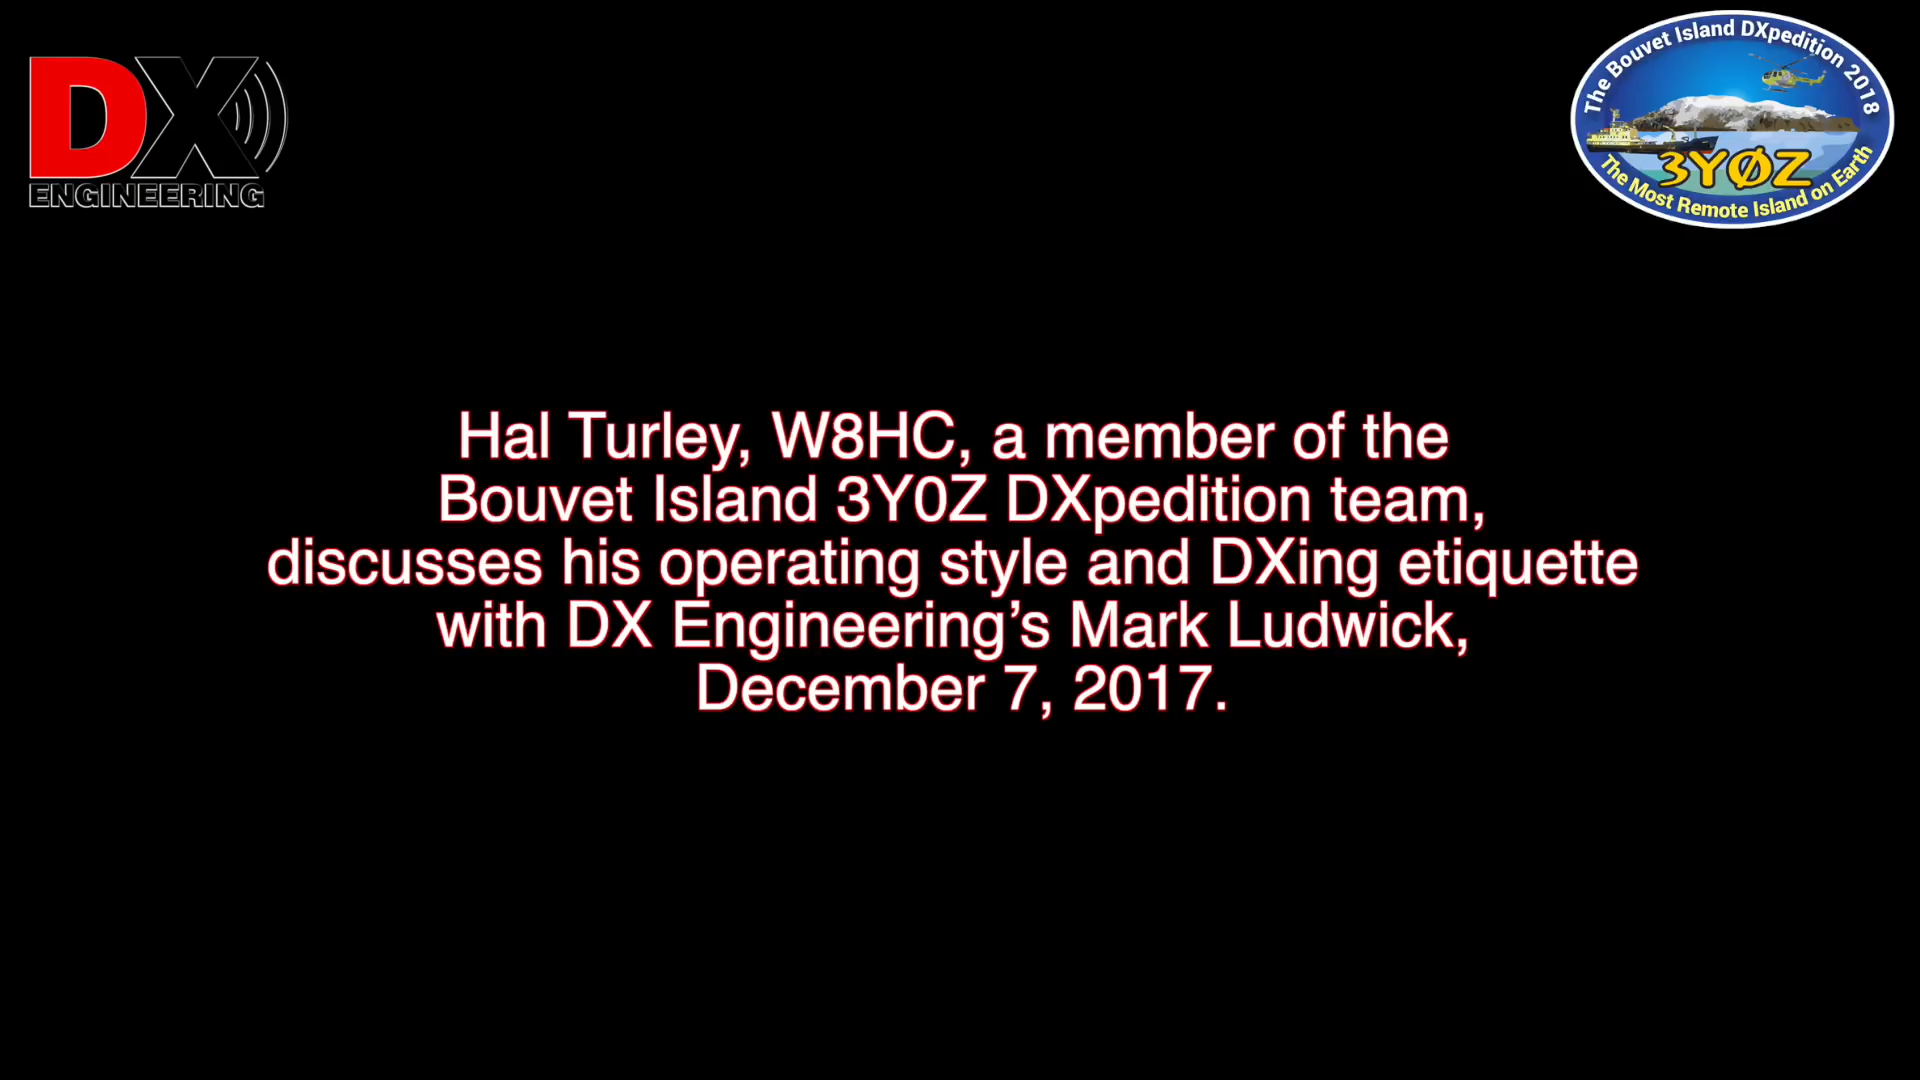 DX
ENGINEERING
The Bouvet Island DXpedition 2018
3YØZ
The Most Remote Island on Earth
Hal Turley, W8HC, a member of the
Bouvet Island 3Y0Z DXpedition team,
discusses his operating style and DXing etiquette
with DX Engineering’s Mark Ludwick,
December 7, 2017.